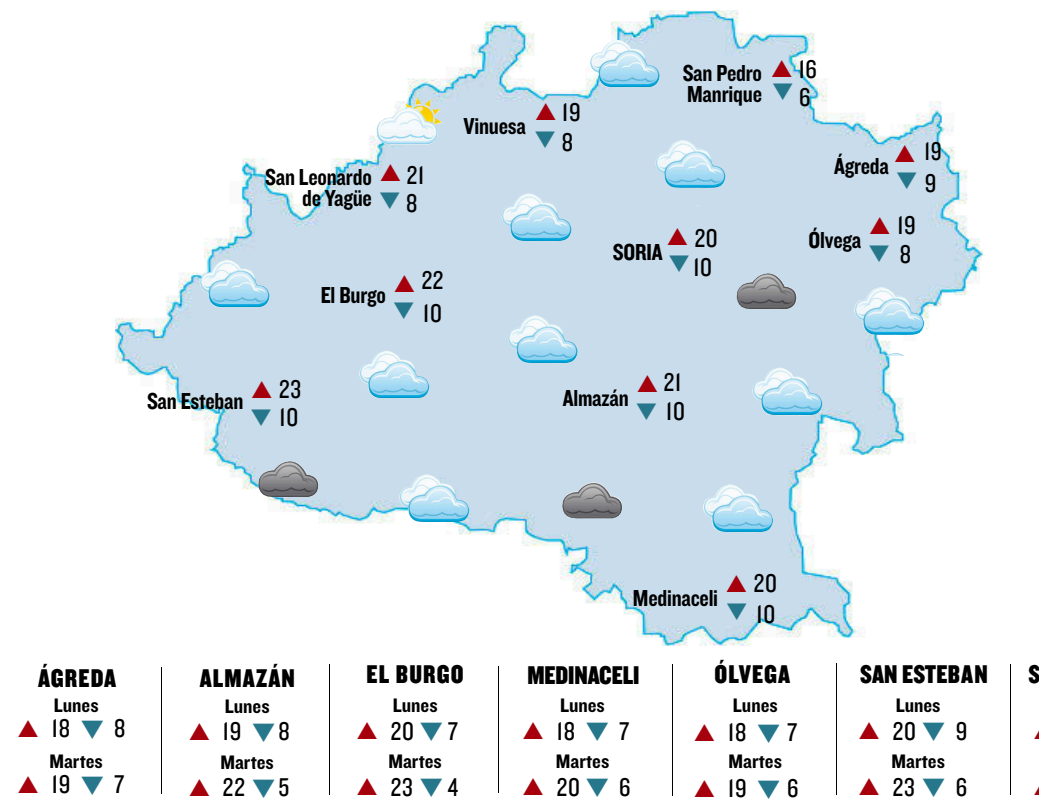 San Pedro 16
Manrique 6
Vinuesa 19
8
Ágreda 19
9
San Leonardo 21
de Yagüe 8
Ólvega 19
8
SORIA 20
10
El Burgo 22
10
San Esteban 23
10
Almazán 21
10
Medinaceli 20
10
ÁGREDA
Lunes
18 8
Martes
19 7
ALMAZÁN
Lunes
19 8
Martes
22 5
EL BURGO
Lunes
20 7
Martes
23 4
MEDINACELI
Lunes
18 7
Martes
20 6
ÓLVEGA
Lunes
18 7
Martes
19 6
SAN ESTEBAN
Lunes
20 9
Martes
23 6
S